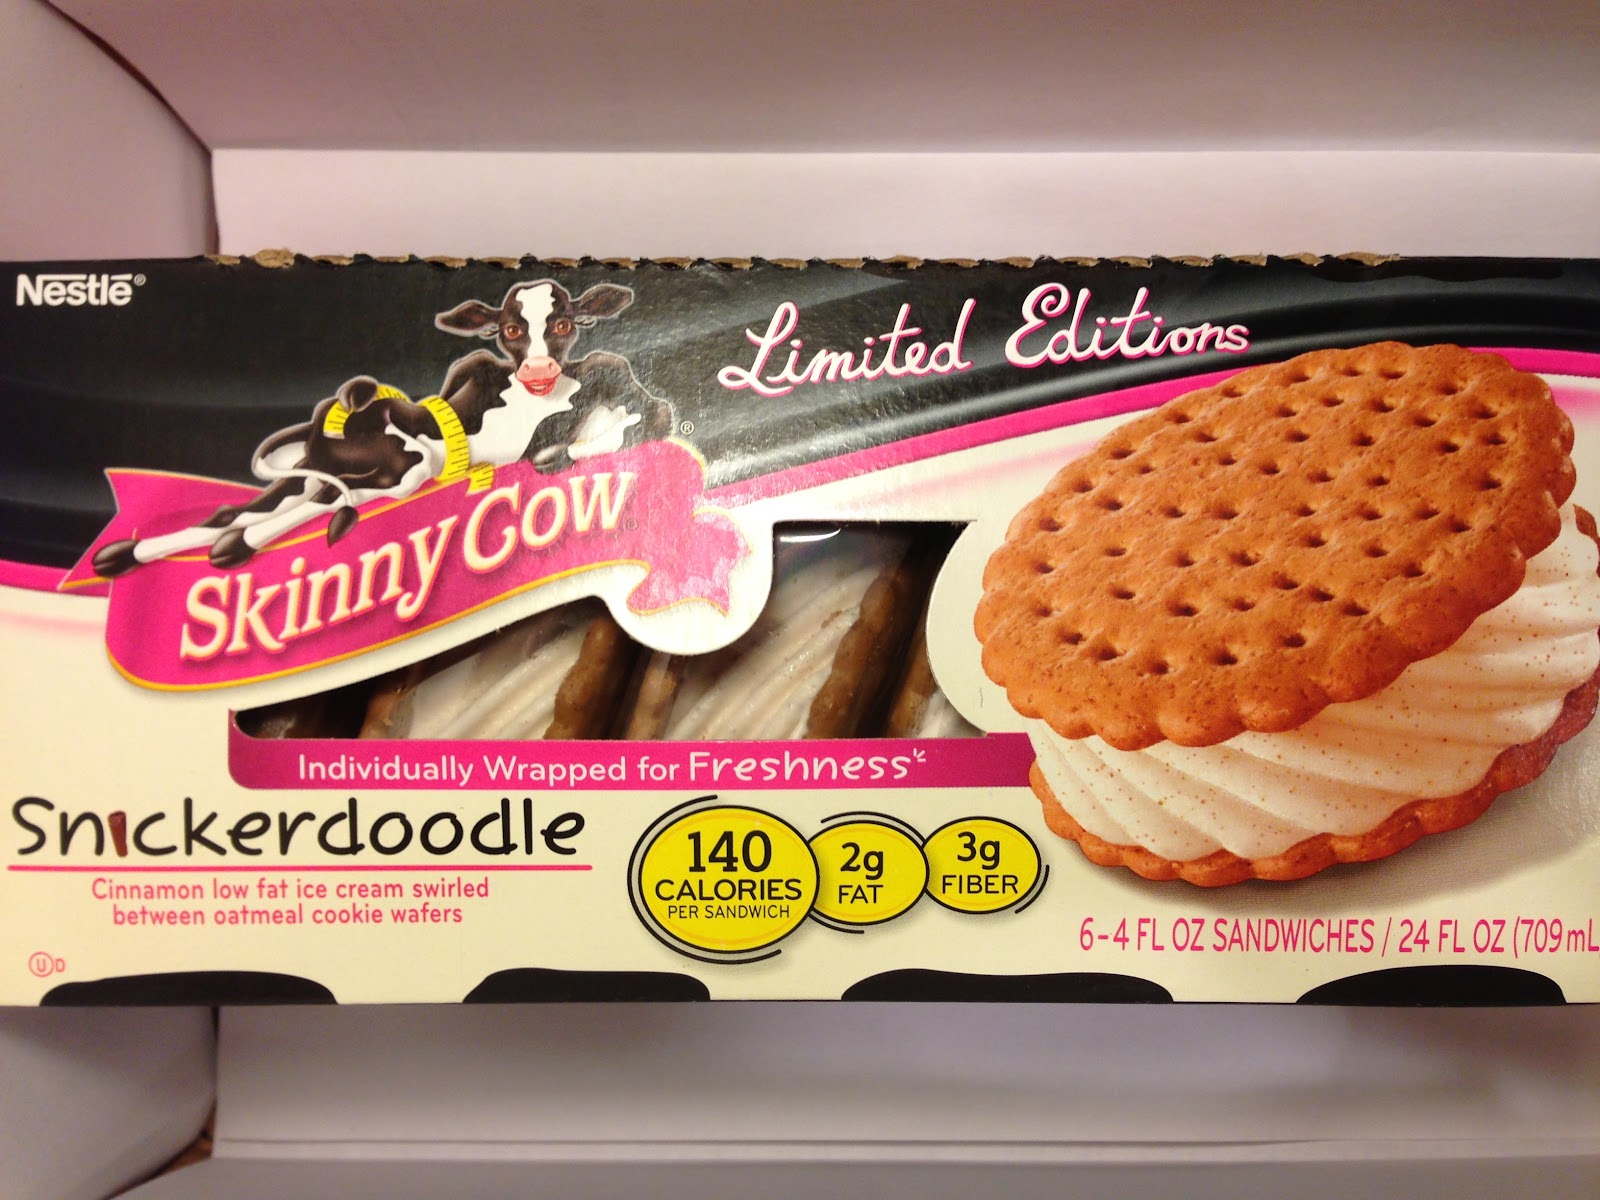 Nestlé®
Limited Editions
Skinny Cow®
Individually Wrapped for Freshness
Snickerdoodle
Cinnamon low fat ice cream swirled
between oatmeal cookie wafers
140
CALORIES
PER SANDWICH
2g
FAT
3g
FIBER
6-4 FL OZ SANDWICHES / 24 FL OZ (709mL
U D